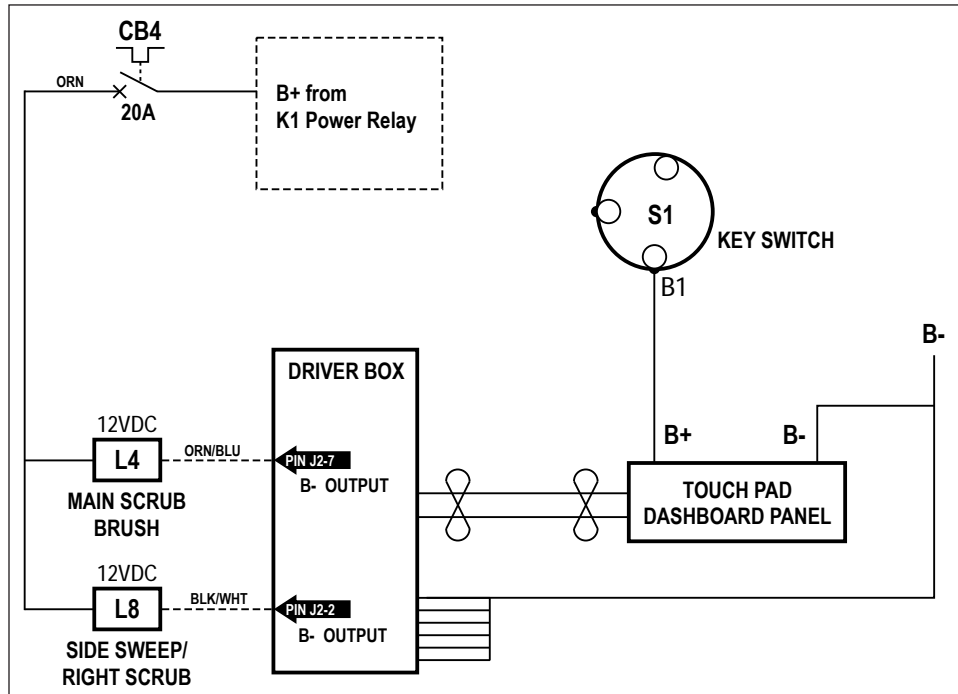 CB4
ORN
20A
B+ from
K1 Power Relay
S1
KEY SWITCH
B1
B-
DRIVER BOX
12VDC
L4
ORN/BLU
PIN J2-7
B- OUTPUT
MAIN SCRUB
BRUSH
B+
B-
TOUCH PAD
DASHBOARD PANEL
12VDC
L8
BLK/WHT
PIN J2-2
B- OUTPUT
SIDE SWEEP/
RIGHT SCRUB